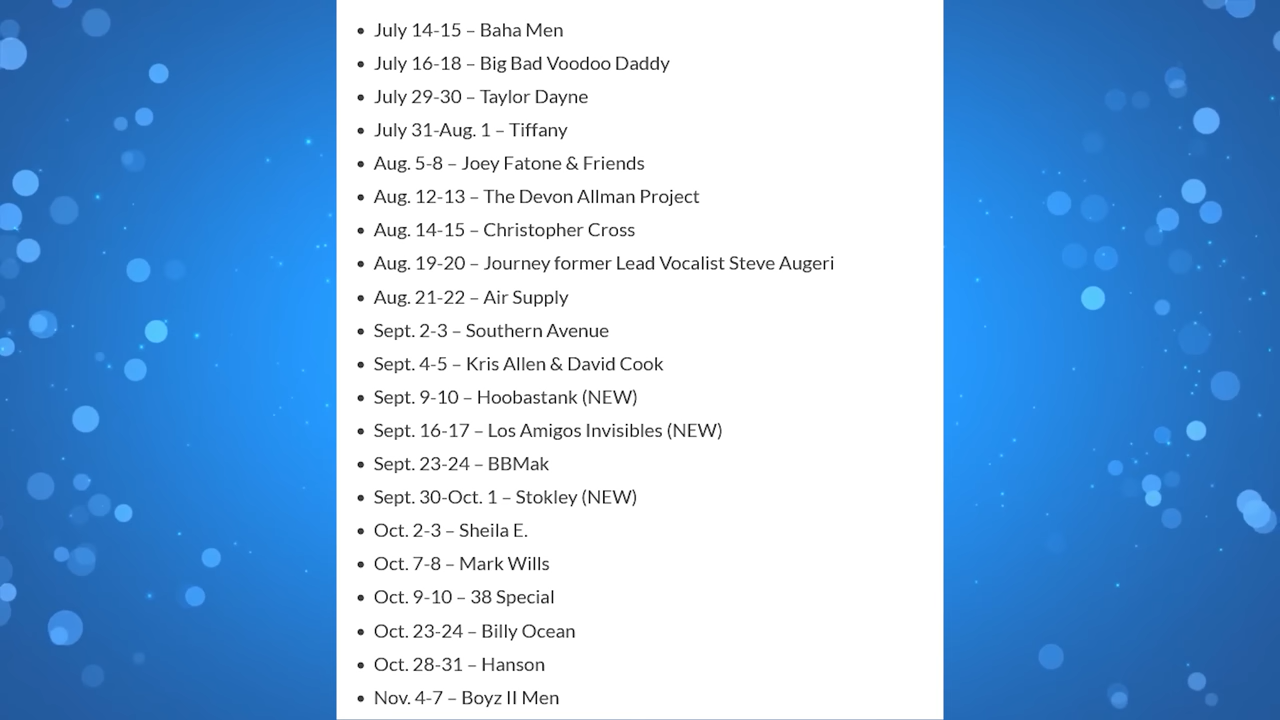 • July 14-15 – Baha Men
• July 16-18 – Big Bad Voodoo Daddy
• July 29-30 – Taylor Dayne
• July 31-Aug. 1 – Tiffany
• Aug. 5-8 – Joey Fatone & Friends
• Aug. 12-13 – The Devon Allman Project
• Aug. 14-15 – Christopher Cross
• Aug. 19-20 – Journey former Lead Vocalist Steve Augeri
• Aug. 21-22 – Air Supply
• Sept. 2-3 – Southern Avenue
• Sept. 4-5 – Kris Allen & David Cook
• Sept. 9-10 – Hoobastank (NEW)
• Sept. 16-17 – Los Amigos Invisibles (NEW)
• Sept. 23-24 – BBMak
• Sept. 30-Oct. 1 – Stokley (NEW)
• Oct. 2-3 – Sheila E.
• Oct. 7-8 – Mark Wills
• Oct. 9-10 – 38 Special
• Oct. 23-24 – Billy Ocean
• Oct. 28-31 – Hanson
• Nov. 4-7 – Boyz II Men